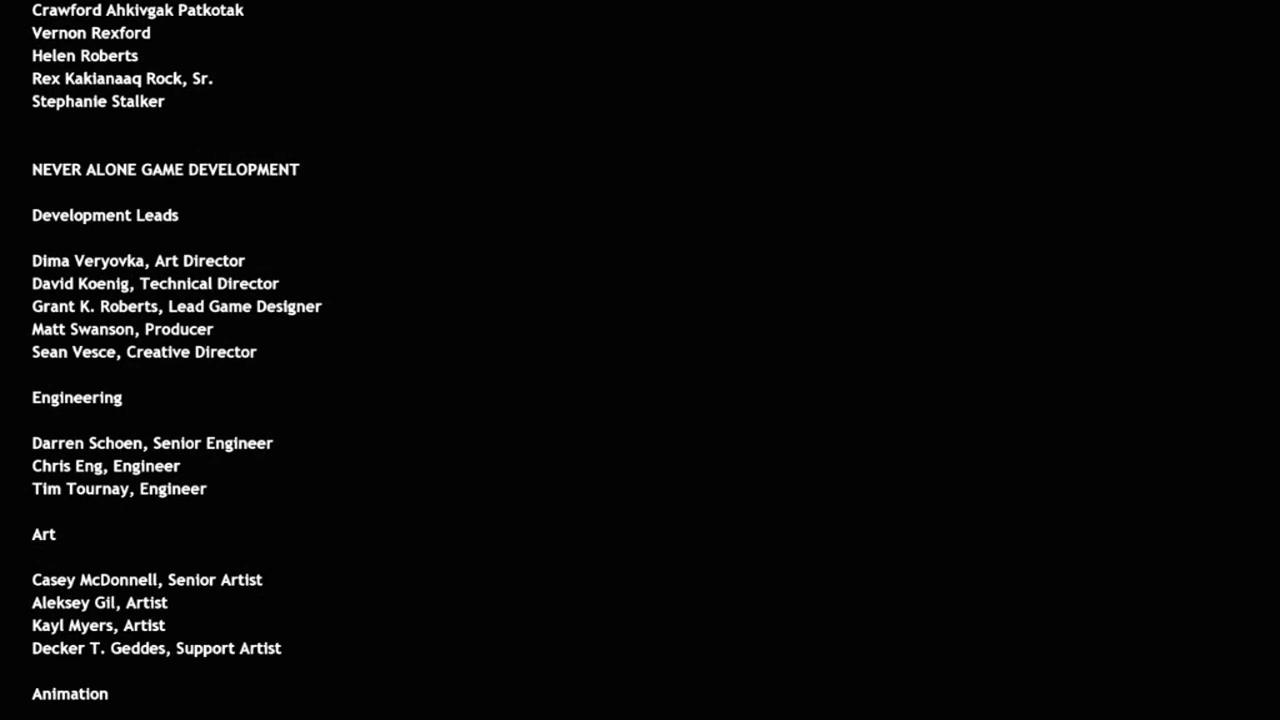 Crawford Ahkivgak Patkotak
Vernon Rexford
Helen Roberts
Rex Kakianaaq Rock, Sr.
Stephanie Stalker
NEVER ALONE GAME DEVELOPMENT
Development Leads
Dima Veryovka, Art Director
David Koenig, Technical Director
Grant K. Roberts, Lead Game Designer
Matt Swanson, Producer
Sean Vesce, Creative Director
Engineering
Darren Schoen, Senior Engineer
Chris Eng, Engineer
Tim Tournay, Engineer
Art
Casey McDonnell, Senior Artist
Aleksey Gil, Artist
Kayl Myers, Artist
Decker T. Geddes, Support Artist
Animation